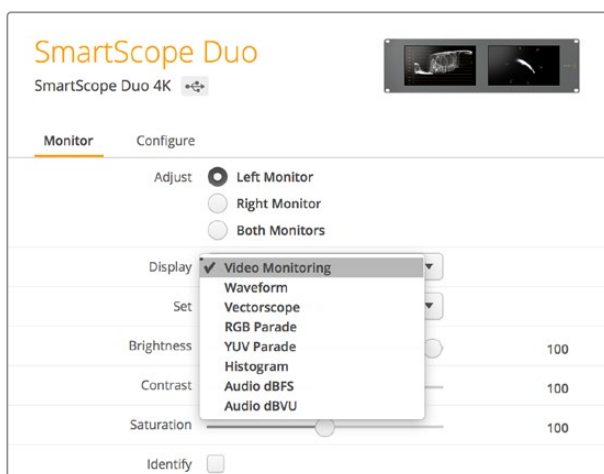 SmartScope Duo
SmartScope Duo 4K
Monitor Configure
Adjust Left Monitor
Right Monitor
Both Monitors
Display ✔ Video Monitoring
Waveform
Set Vectorscope
RGB Parade
Brightness YUV Parade 100
Histogram
Contrast Audio dBFS 100
Audio dBVU
Saturation 100
Identify